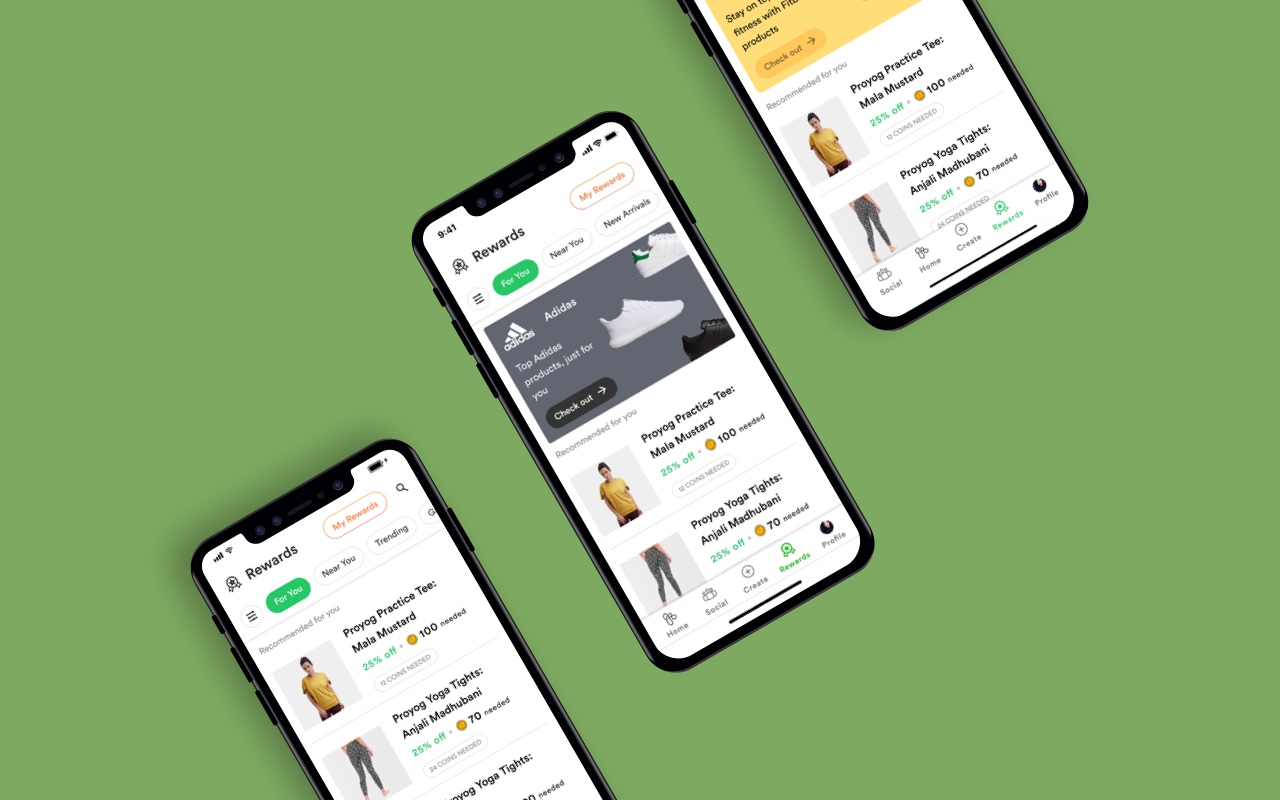 My Rewards
Rewards
For You
Near You
Trending
Recommended for you
Proyog Practice Tee:
Mala Mustard
25% off • 100 needed
12 COINS NEEDED
Proyog Yoga Tights:
Anjali Madhubani
25% off • 70 needed
24 COINS NEEDED
Proyog Yoga Tights:
9:41
My Rewards
Rewards
For You
Near You
New Arrivals
adidas
Adidas
Top Adidas
products, just for
you
Check out
Recommended for you
Proyog Practice Tee:
Mala Mustard
25% off • 100 needed
12 COINS NEEDED
Proyog Yoga Tights:
Anjali Madhubani
25% off • 70 needed
Home
Social
Create
Rewards
Profile
Stay on
fitness with
products
Check out
Recommended for you
Proyog Practice Tee:
Mala Mustard
25% off • 100 needed
12 COINS NEEDED
Proyog Yoga Tights:
Anjali Madhubani
25% off • 70 needed
24 COINS NEEDED
Social
Home
Create
Rewards
Profile